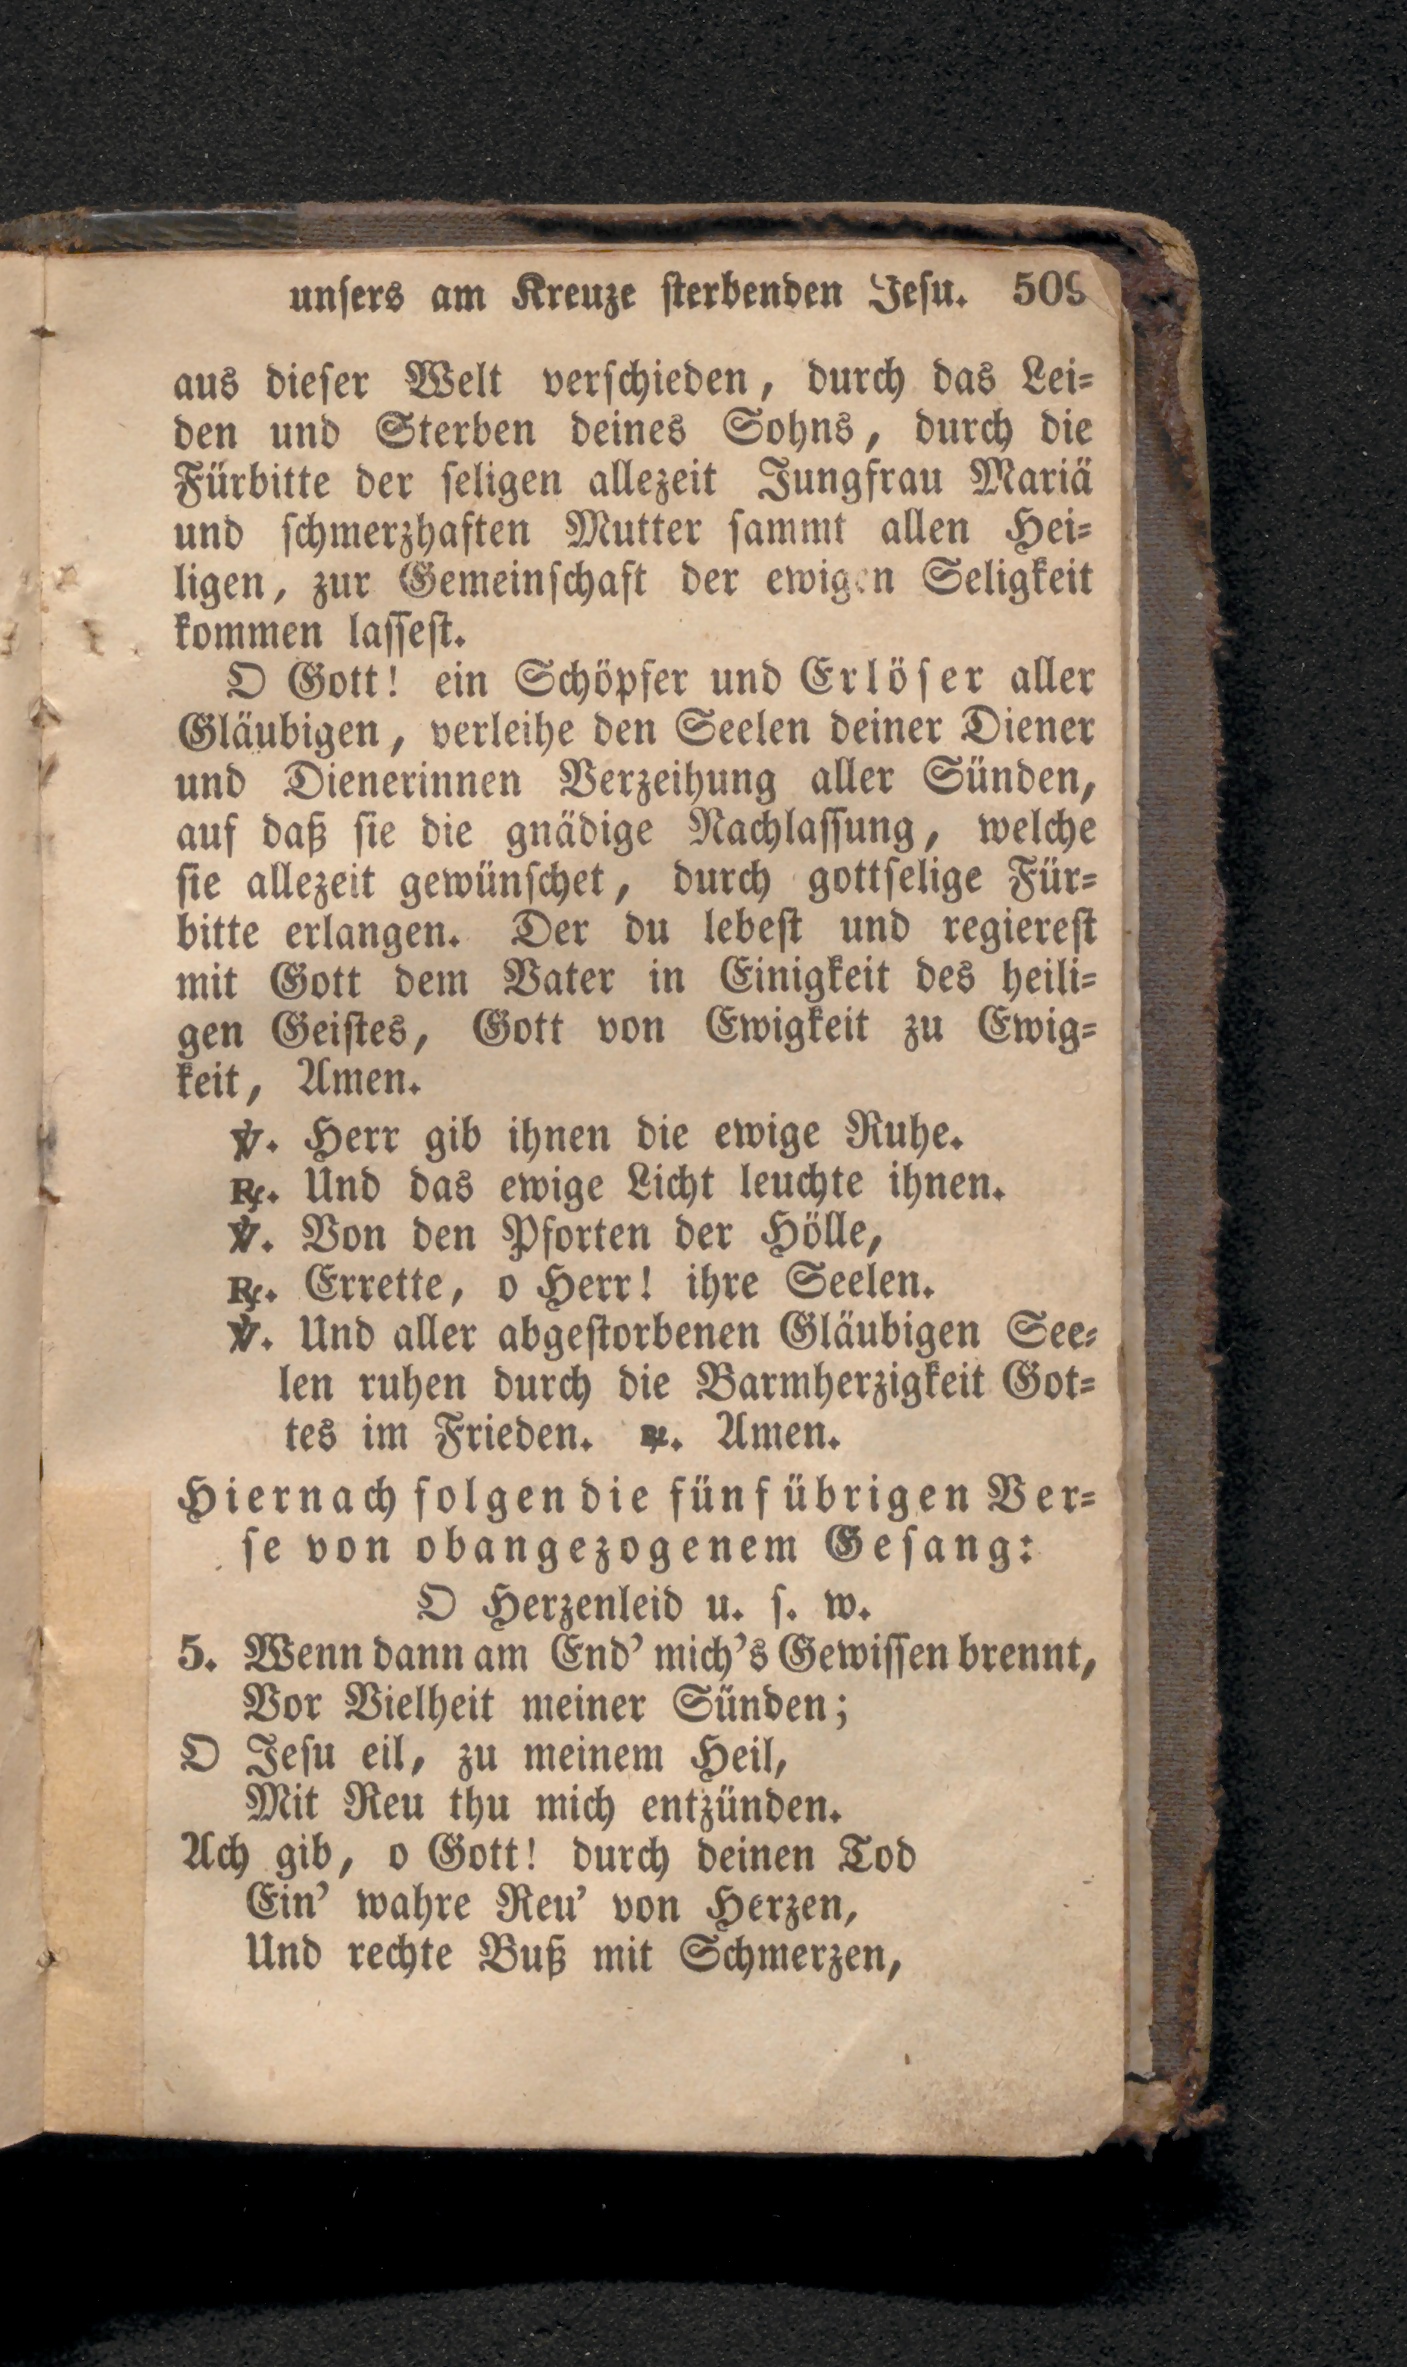 unsers am Kreuze sterbenden Jesu. 509
aus dieser Welt verschieden, durch das Lei-
den und Sterben deines Sohns, durch die
Fürbitte der seligen allezeit Jungfrau Mariä
und schmerzhaften Mutter sammt allen Hei-
ligen, zur Gemeinschaft der ewigen Seligkeit
kommen lassest.
O Gott! ein Schöpfer und Erlöser aller
Gläubigen, verleihe den Seelen deiner Diener
und Dienerinnen Verzeihung aller Sünden,
auf daß sie die gnädige Nachlassung, welche
sie allezeit gewünschet, durch gottselige Für-
bitte erlangen. Der du lebest und regierest
mit Gott dem Vater in Einigkeit des heili-
gen Geistes, Gott von Ewigkeit zu Ewig-
keit, Amen.
℣. Herr gib ihnen die ewige Ruhe.
℟. Und das ewige Licht leuchte ihnen.
℣. Von den Pforten der Hölle,
℟. Errette, o Herr! ihre Seelen.
℣. Und aller abgestorbenen Gläubigen See-
len ruhen durch die Barmherzigkeit Got-
tes im Frieden. ℟. Amen.
Hiernach folgen die fünf übrigen Ver-
se von obangezogenem Gesang:
O Herzenleid u. s. w.
5. Wenn dann am End' mich's Gewissen brennt,
Vor Vielheit meiner Sünden;
O Jesu eil, zu meinem Heil,
Mit Reu thu mich entzünden.
Ach gib, o Gott! durch deinen Tod
Ein' wahre Reu' von Herzen,
Und rechte Buß mit Schmerzen,